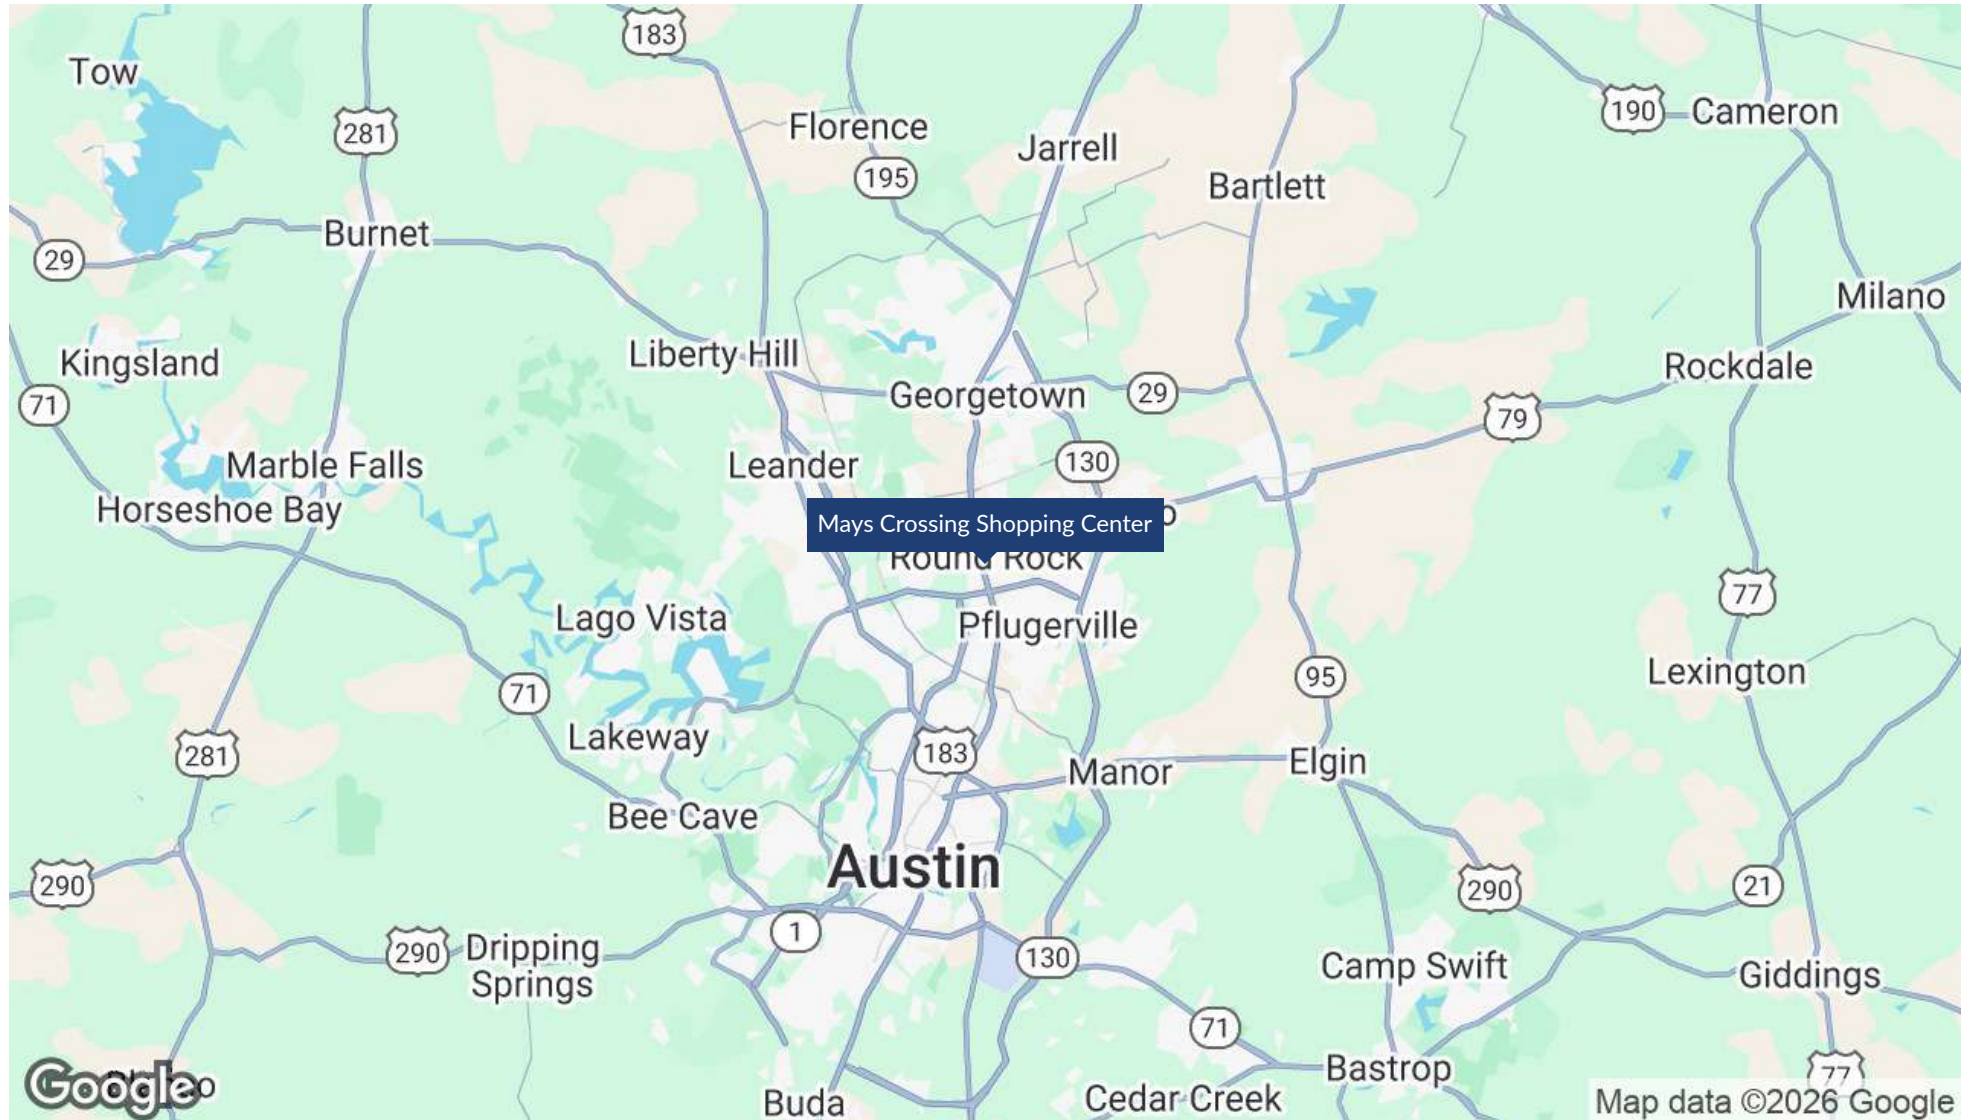 183
Tow
281
190
Cameron
Florence
Jarrell
195
Bartlett
Burnet
29
Milano
Kingsland
Liberty Hill
Rockdale
71
Georgetown
29
79
Marble Falls
Leander
130
Horseshoe Bay
Mays Crossing Shopping Center
o
Round Rock
77
Lago Vista
Pflugerville
71
95
Lexington
Lakeway
281
183
Manor
Elgin
Bee Cave
Austin
290
290
21
1
290
Dripping
Springs
130
Camp Swift
Giddings
71
Bastrop
77
Google
o
Buda
Cedar Creek
Map data ©2026 Google